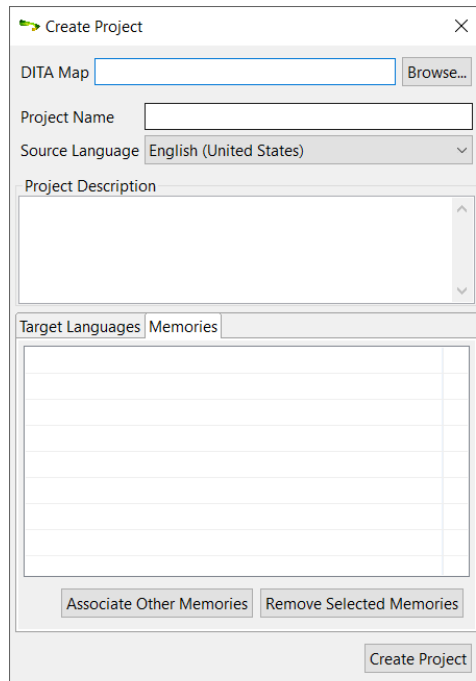 Create Project
DITA Map Browse...
Project Name
Source Language English (United States)
Project Description
Target Languages Memories
Associate Other Memories Remove Selected Memories
Create Project